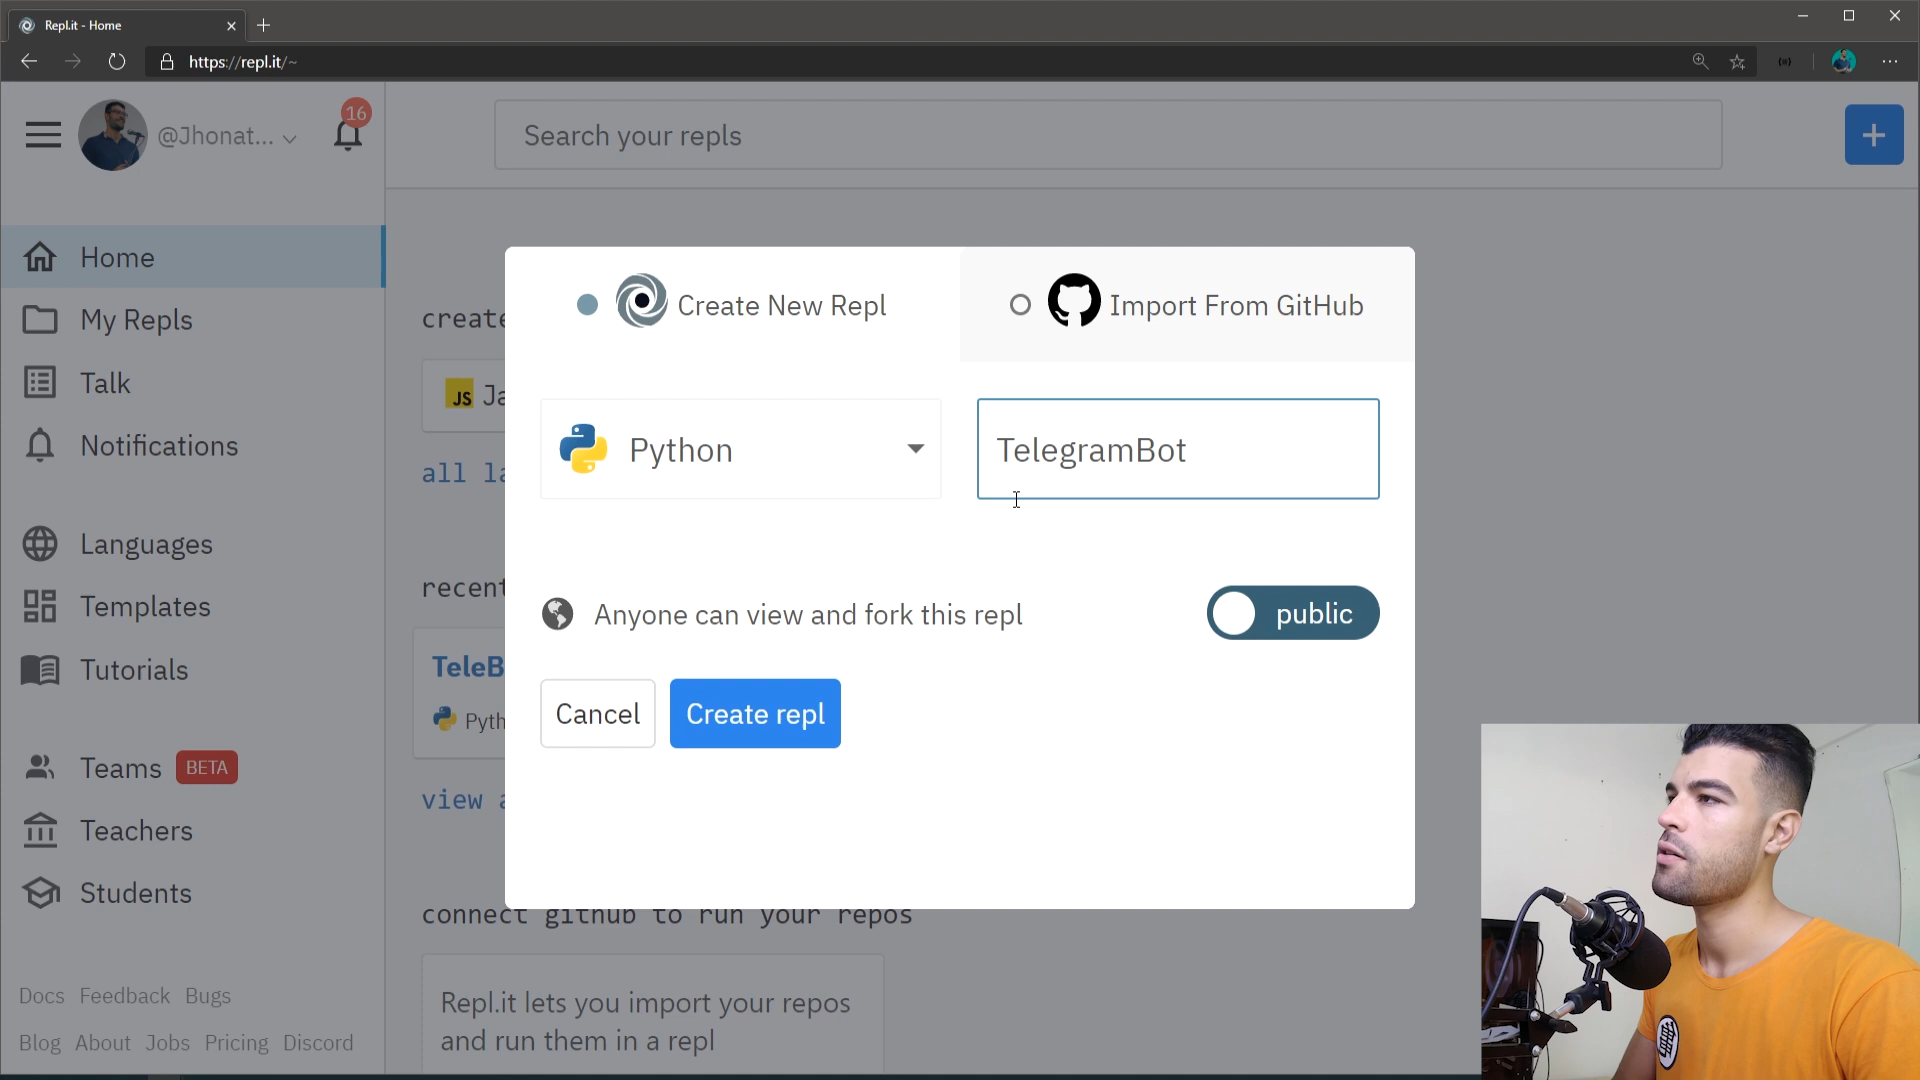 Repl.it - Home
https://repl.it/~
@Jhonat...
16
Search your repls
Home
My Repls
Talk
Notifications
Languages
Templates
Tutorials
Teams BETA
Teachers
Students
Docs Feedback Bugs
Blog About Jobs Pricing Discord
create
JS Ja
all la
recent
TeleB
Pyth
view a
Create New Repl
Import From GitHub
Python
TelegramBot
Anyone can view and fork this repl
public
Cancel
Create repl
connect github to run your repos
Repl.it lets you import your repos
and run them in a repl